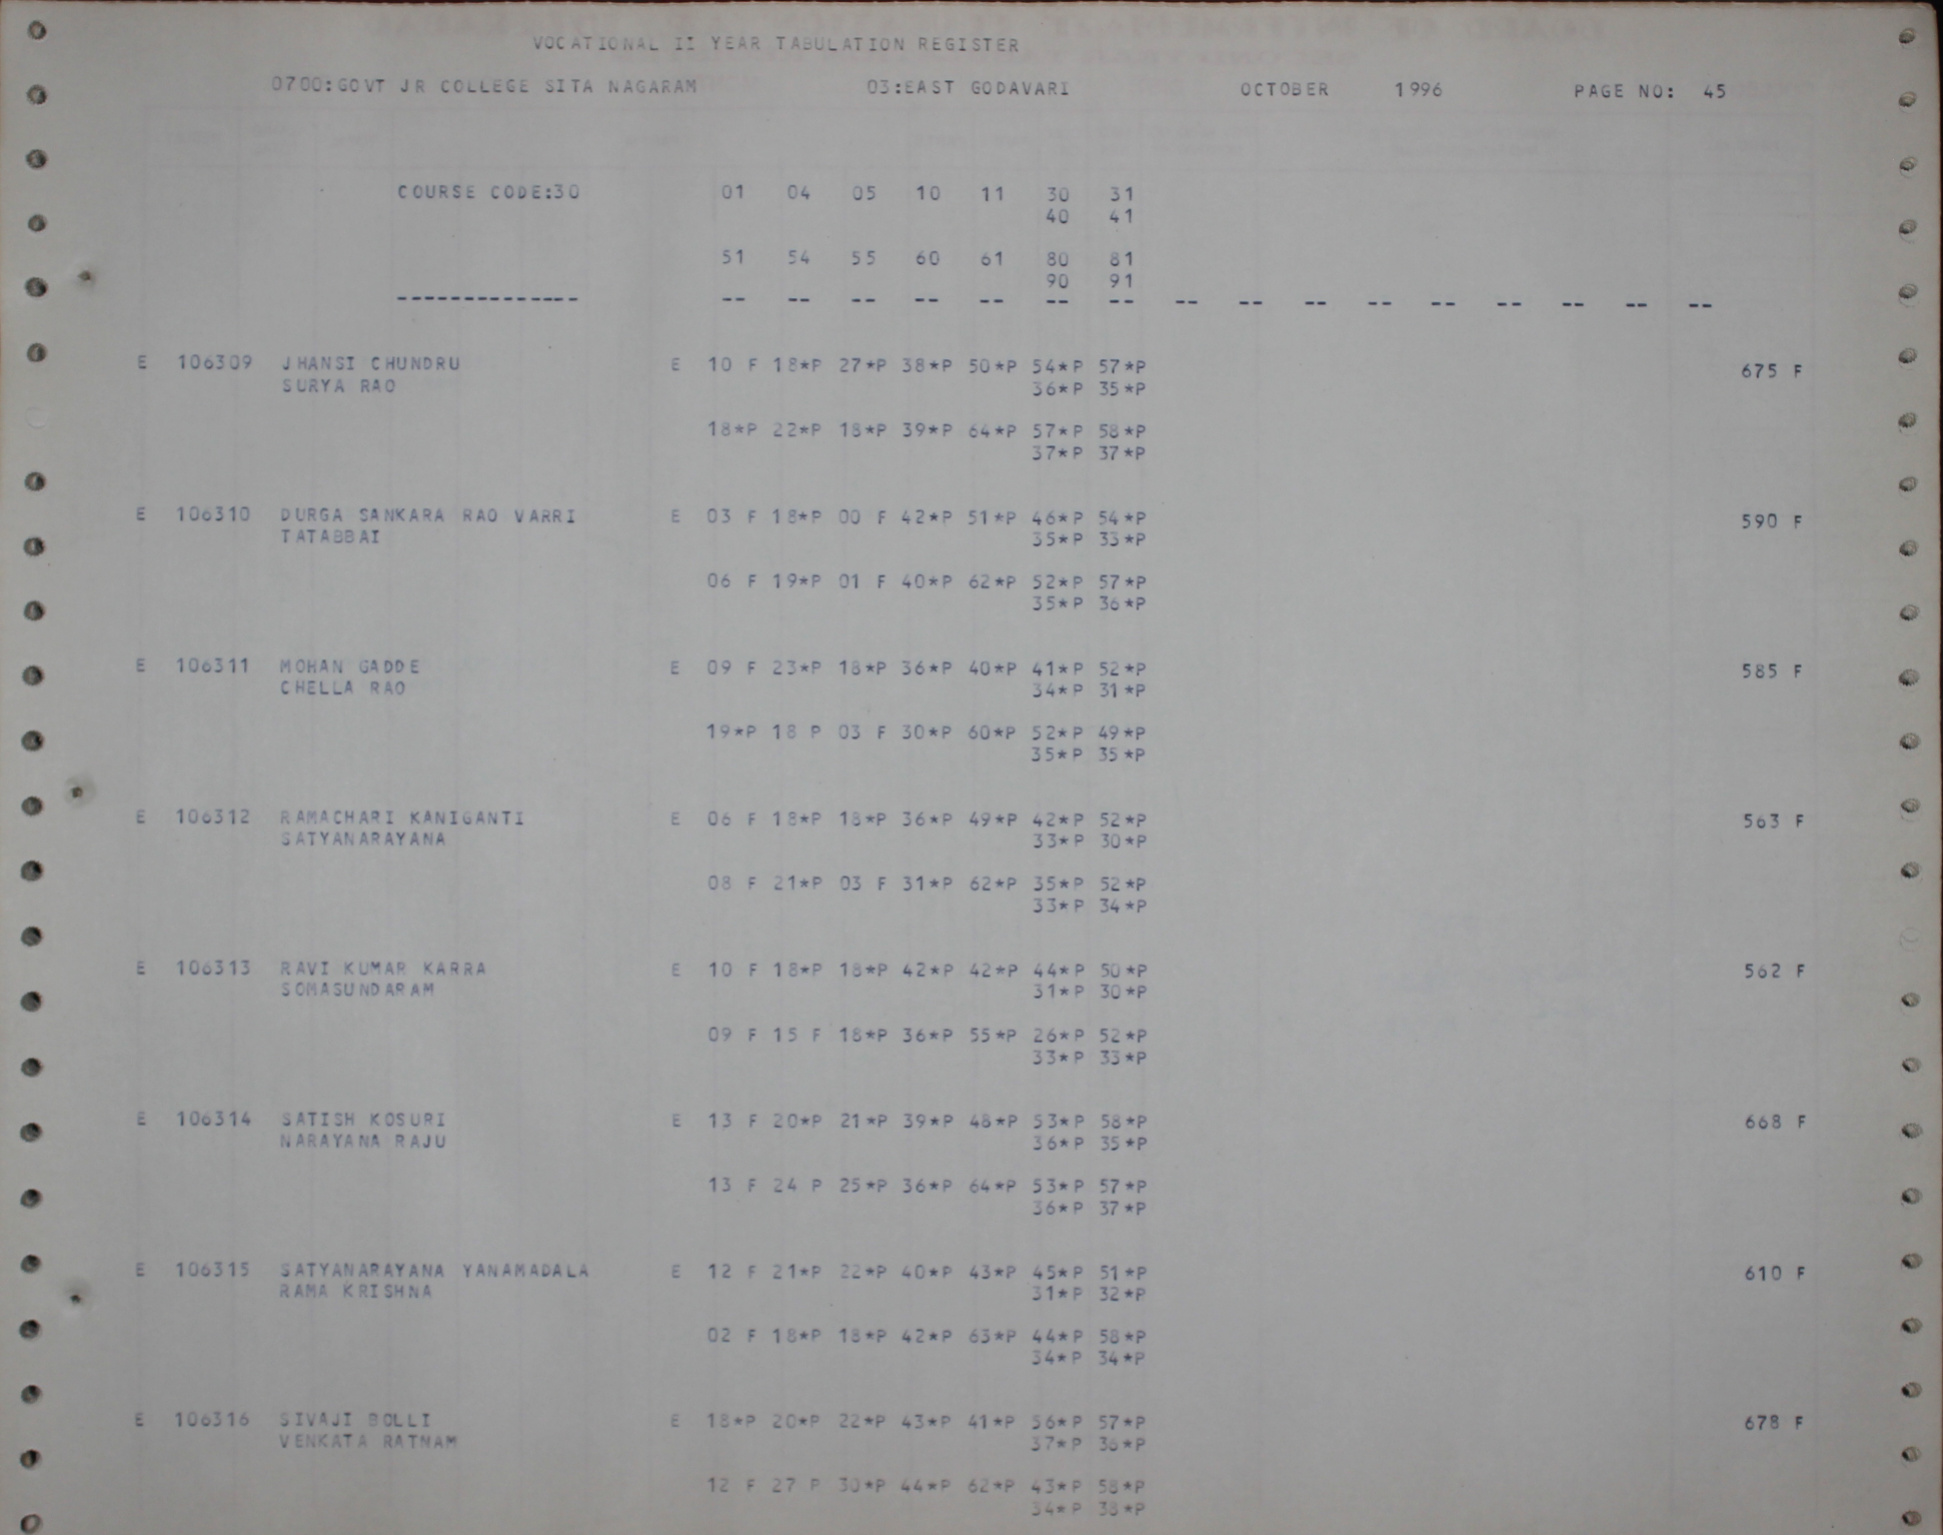 VOCATIONAL II YEAR TABULATION REGISTER
0700:GOVT JR COLLEGE SITA NAGARAM 03:EAST GODAVARI OCTOBER 1996 PAGE NO: 45
COURSE CODE:30 01 04 05 10 11 30 31
40 41
51 54 55 60 61 80 81
90 91
-------------- -- -- -- -- -- -- -- -- -- -- -- -- -- -- -- --
E 106309 JHANSI CHUNDRU E 10 F 18*P 27*P 38*P 50*P 54*P 57*P 675 F
SURYA RAO 36*P 35*P
18*P 22*P 18*P 39*P 64*P 57*P 58*P
37*P 37*P
E 106310 DURGA SANKARA RAO VARRI E 03 F 18*P 00 F 42*P 51*P 46*P 54*P 590 F
TATABBAI 35*P 33*P
06 F 19*P 01 F 40*P 62*P 52*P 57*P
35*P 36*P
E 106311 MOHAN GADDE E 09 F 23*P 18*P 36*P 40*P 41*P 52*P 585 F
CHELLA RAO 34*P 31*P
19*P 18 P 03 F 30*P 60*P 52*P 49*P
35*P 35*P
E 106312 RAMACHARI KANIGANTI E 06 F 18*P 18*P 36*P 49*P 42*P 52*P 563 F
SATYANARAYANA 33*P 30*P
08 F 21*P 03 F 31*P 62*P 35*P 52*P
33*P 34*P
E 106313 RAVI KUMAR KARRA E 10 F 18*P 18*P 42*P 42*P 44*P 50*P 562 F
SOMASUNDARAM 31*P 30*P
09 F 15 F 18*P 36*P 55*P 26*P 52*P
33*P 33*P
E 106314 SATISH KOSURI E 13 F 20*P 21*P 39*P 48*P 53*P 58*P 668 F
NARAYANA RAJU 36*P 35*P
13 F 24 P 25*P 36*P 64*P 53*P 57*P
36*P 37*P
E 106315 SATYANARAYANA YANAMADALA E 12 F 21*P 22*P 40*P 43*P 45*P 51*P 610 F
RAMA KRISHNA 31*P 32*P
02 F 18*P 18*P 42*P 63*P 44*P 58*P
34*P 34*P
E 106316 SIVAJI BOLLI E 18*P 20*P 22*P 43*P 41*P 56*P 57*P 678 F
VENKATA RATNAM 37*P
12 F 27 P 30*P 44*P 62*P 43*P 58*P
34*P 38*P